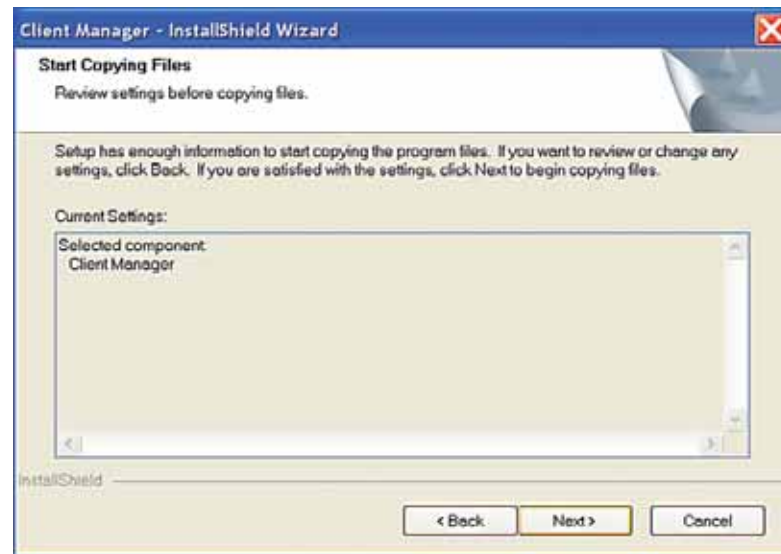 Client Manager - InstallShield Wizard
Start Copying Files
Review settings before copying files.
Setup has enough information to start copying the program files. If you want to review or change any
settings, click Back. If you are satisfied with the settings, click Next to begin copying files.
Current Settings:
Selected component
Client Manager
InstallShield
< Back
Next >
Cancel